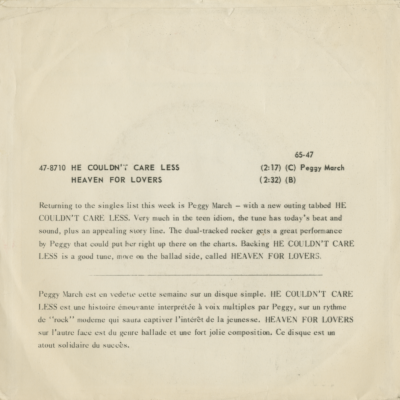 65-47
47-8710 HE COULDN'T CARE LESS (2:17) (C) Peggy March
HEAVEN FOR LOVERS (2:32) (B)
Returning to the singles list this week is Peggy March - with a new outing tabbed HE
COULDN'T CARE LESS. Very much in the teen idiom, the tune has today's beat and
sound, plus an appealing story line. The dual-tracked rocker gets a great performance
by Peggy that could put her right up there on the charts. Backing HE COULDN'T CARE
LESS is a good tune, more on the ballad side, called HEAVEN FOR LOVERS.
Peggy March est en vedette cette semaine sur un disque simple. HE COULDN'T CARE
LESS est une histoire émouvante interprétée à voix multiples par Peggy, sur un rythme
de "rock" moderne qui saura captiver l'intérêt de la jeunesse. HEAVEN FOR LOVERS
sur l'autre face est du genre ballade et une fort jolie composition. Ce disque est un
atout solidaire du succès.